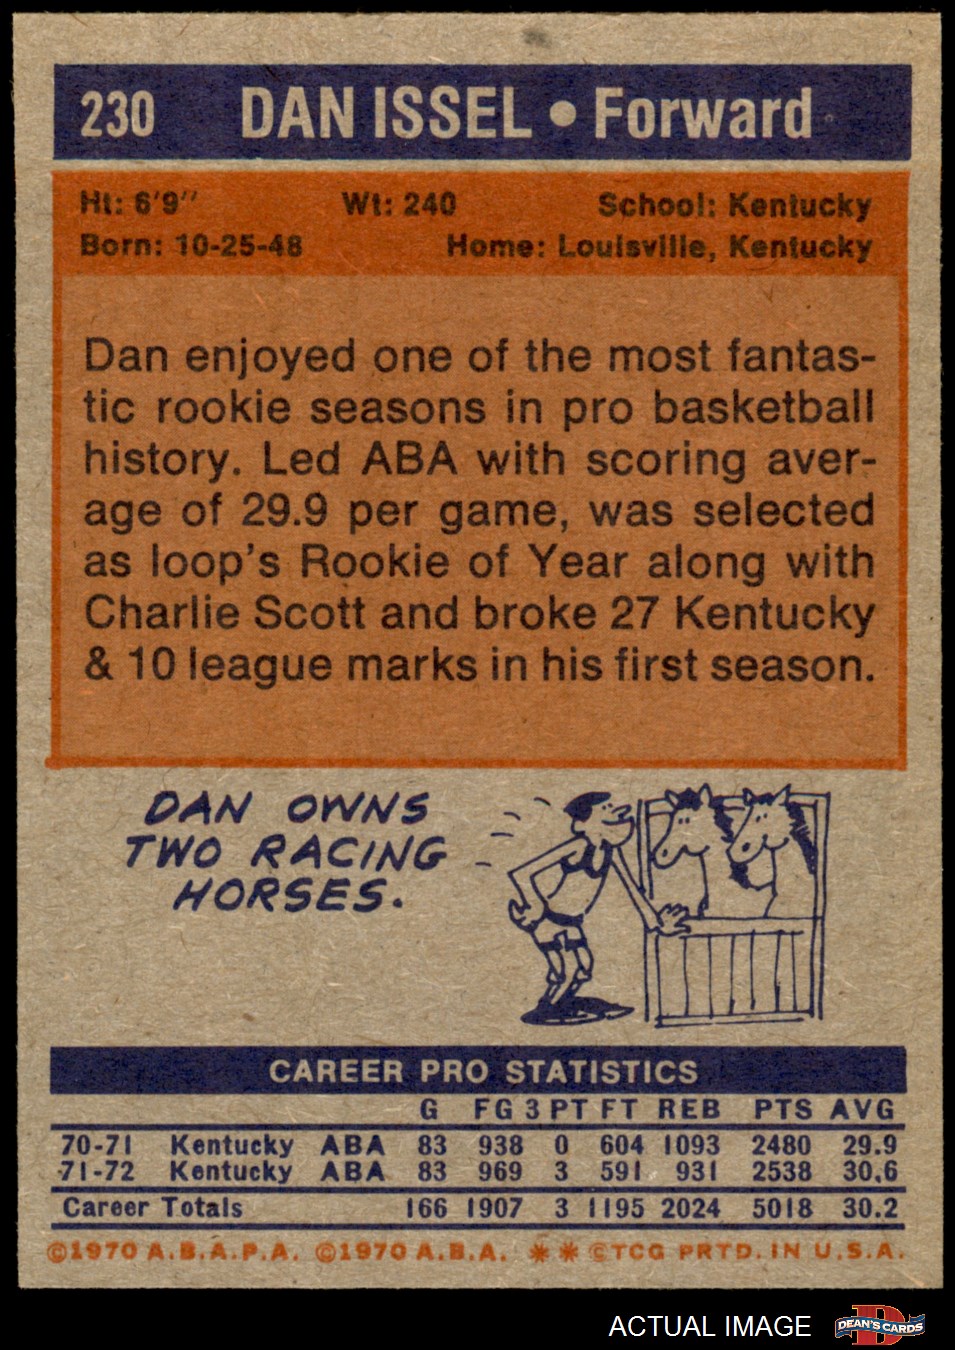 230 DAN ISSEL • Forward
Ht: 6'9" Wt: 240 School: Kentucky
Born: 10-25-48 Home: Louisville, Kentucky
Dan enjoyed one of the most fantas-
tic rookie seasons in pro basketball
history. Led ABA with scoring aver-
age of 29.9 per game, was selected
as loop's Rookie of Year along with
Charlie Scott and broke 27 Kentucky
& 10 league marks in his first season.
DAN OWNS
TWO RACING
HORSES.
CAREER PRO STATISTICS
G FG 3 PT FT REB PTS AVG
70-71 Kentucky ABA 83 938 0 604 1093 2480 29.9
71-72 Kentucky ABA 83 969 3 591 931 2538 30.6
Career Totals 166 1907 3 1195 2024 5018 30.2
©1970 A.B.A.P.A. ©1970 A.B.A. ** ©TCG PRTD. IN U.S.A.
ACTUAL IMAGE D DEAN'S CARDS